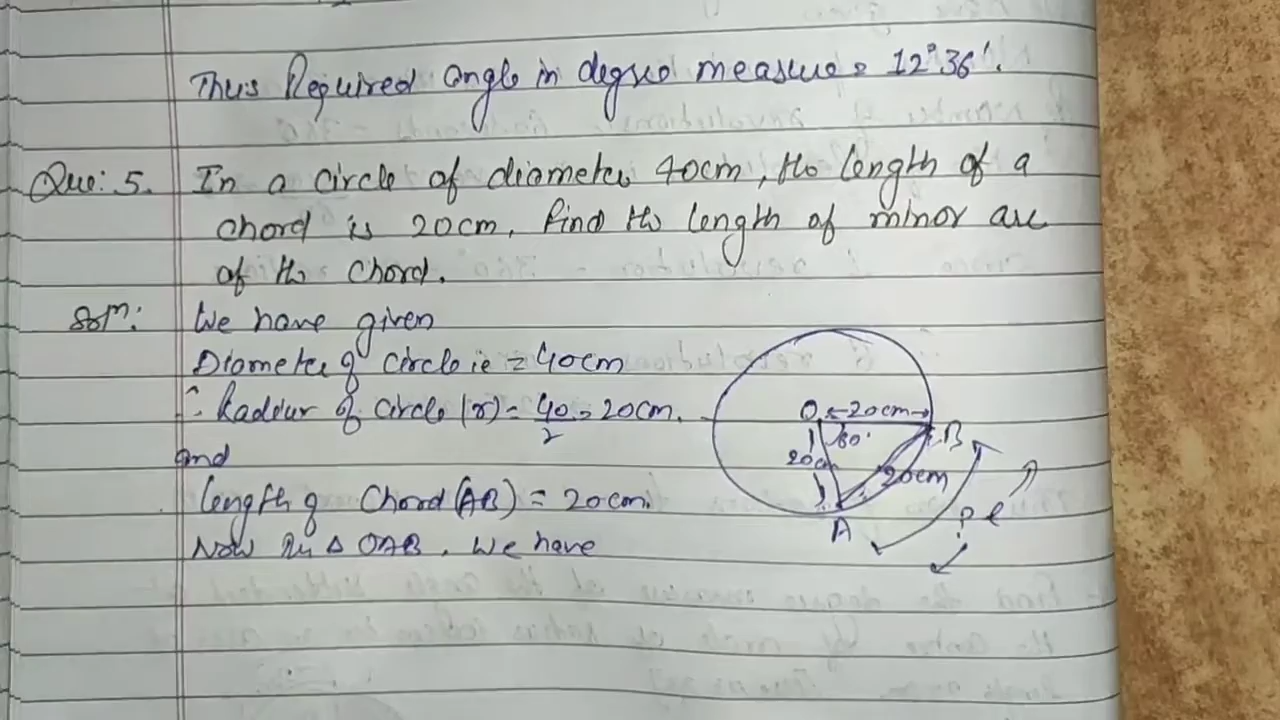 Thus Required angle in degree measure = 12°36'.
Que: 5. In a circle of diameter 40cm, the length of a
chord is 20cm, find the length of minor arc
of the chord.
Soln: We have given
Diameter of circle ie = 40cm
∴ Raddiur of circle (r) = 40/2 = 20cm.
and
length of Chord (AB) = 20cm.
Now In △ OAB, We have
O 20cm
60° B
20cm 20cm
A ? l